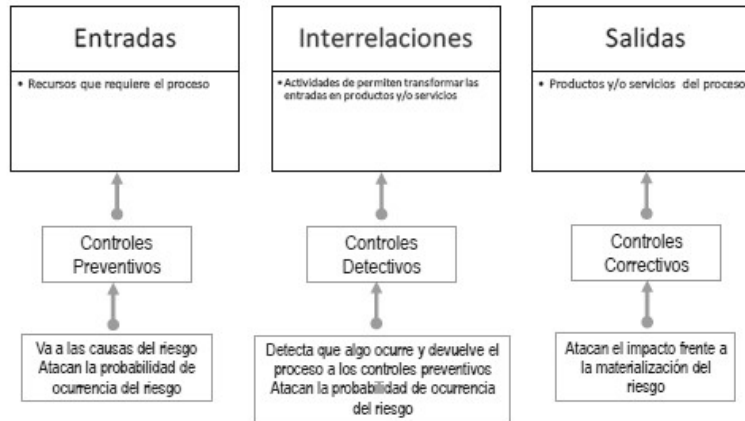 Entradas
• Recursos que requiere el proceso
Interrelaciones
• Actividades de permiten transformar las
entradas en productos y/o servicios
Salidas
• Productos y/o servicios del proceso
Controles
Preventivos
Controles
Detectivos
Controles
Correctivos
Va a las causas del riesgo
Atacan la probabilidad de
ocurrencia del riesgo
Detecta que algo ocurre y devuelve el
proceso a los controles preventivos
Atacan la probabilidad de ocurrencia
del riesgo
Atacan el impacto frente a
la materialización del
riesgo